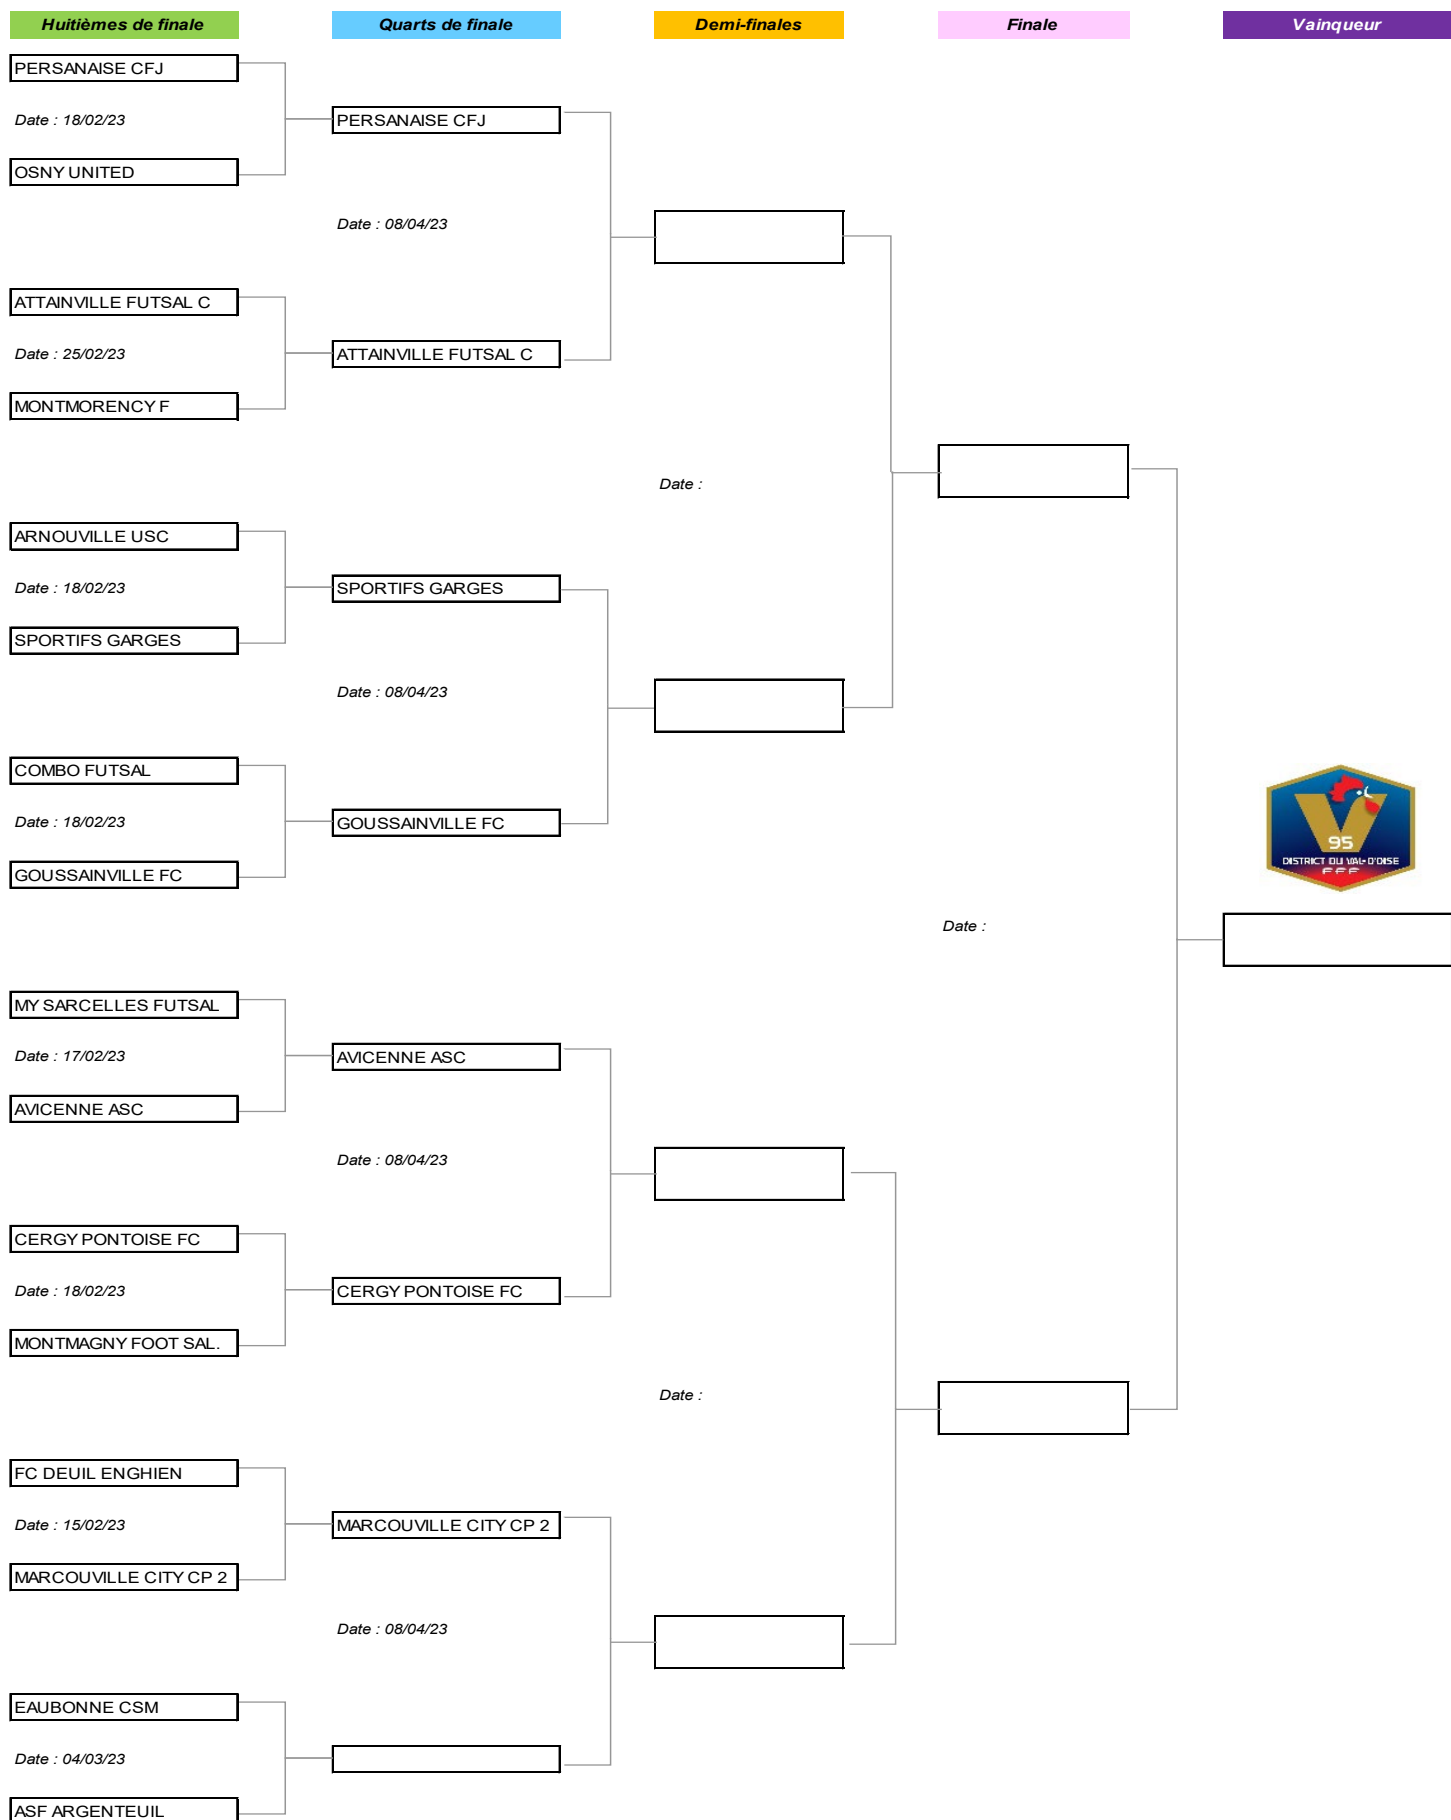 Huitièmes de finale
Quarts de finale
Demi-finales
Finale
Vainqueur
PERSANAISE CFJ
Date : 18/02/23
PERSANAISE CFJ
OSNY UNITED
Date : 08/04/23
ATTAINVILLE FUTSAL C
Date : 25/02/23
ATTAINVILLE FUTSAL C
MONTMORENCY F
Date :
ARNOUVILLE USC
Date : 18/02/23
SPORTIFS GARGES
SPORTIFS GARGES
Date : 08/04/23
COMBO FUTSAL
Date : 18/02/23
GOUSSAINVILLE FC
GOUSSAINVILLE FC
95
DISTRICT DU VAL-D'OISE
FFF
Date :
MY SARCELLES FUTSAL
Date : 17/02/23
AVICENNE ASC
AVICENNE ASC
Date : 08/04/23
CERGY PONTOISE FC
Date : 18/02/23
CERGY PONTOISE FC
MONTMAGNY FOOT SAL.
Date :
FC DEUIL ENGHIEN
Date : 15/02/23
MARCOUVILLE CITY CP 2
MARCOUVILLE CITY CP 2
Date : 08/04/23
EAUBONNE CSM
Date : 04/03/23
ASF ARGENTEUIL